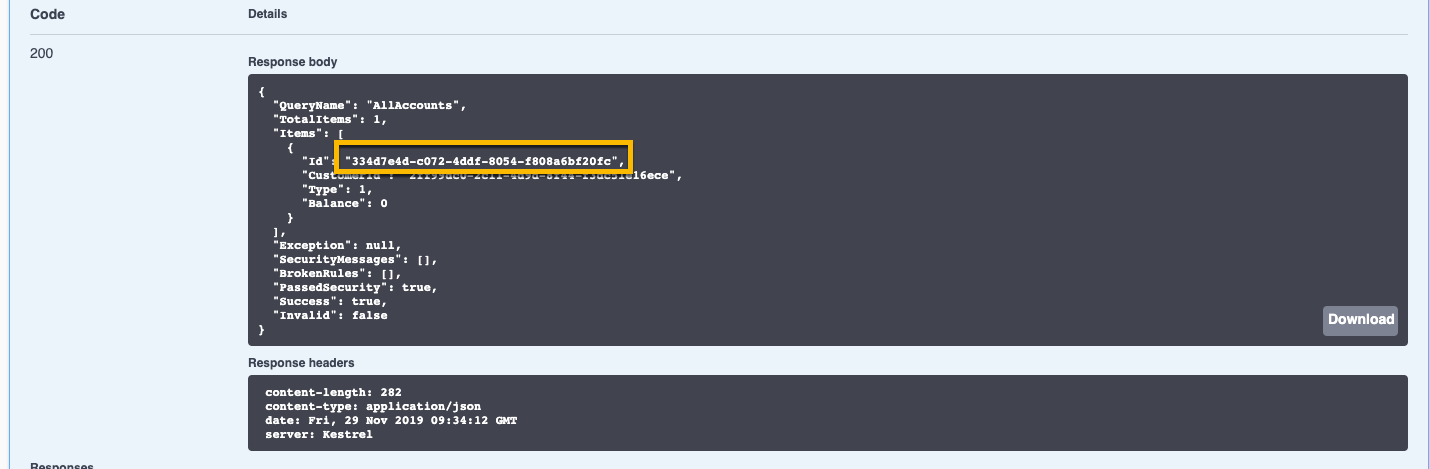 Code Details
200
Response body
{
"QueryName": "AllAccounts",
"TotalItems": 1,
"Items": [
{
"Id": "334d7e4d-c072-4ddf-8054-f808a6bf20fc",
"CustomerId":
"Type": 1,
"Balance": 0
}
],
"Exception": null,
"SecurityMessages": [],
"BrokenRules": [],
"PassedSecurity": true,
"Success": true,
"Invalid": false
}
Download
Response headers
content-length: 282
content-type: application/json
date: Fri, 29 Nov 2019 09:34:12 GMT
server: Kestrel
Responses